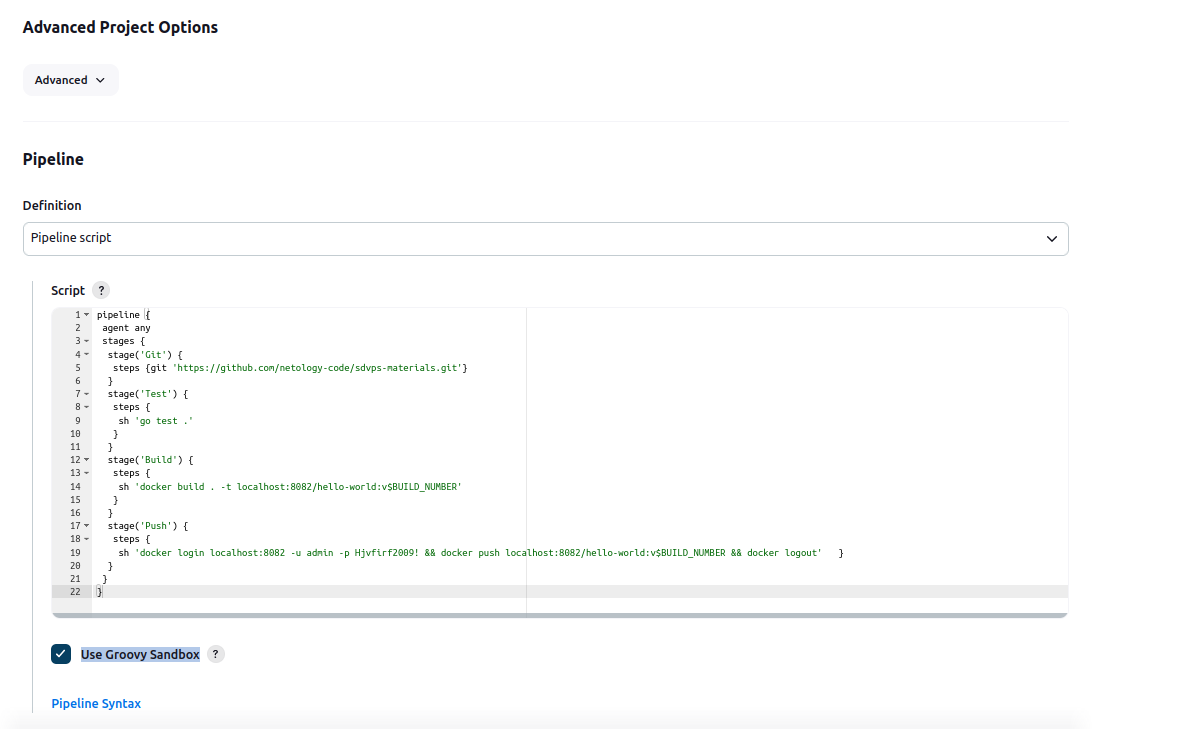 Advanced Project Options
Advanced
Pipeline
Definition
Pipeline script
Script ?
1 pipeline {
2 agent any
3 stages {
4 stage('Git') {
5 steps {git 'https://github.com/netology-code/sdvps-materials.git'}
6 }
7 stage('Test') {
8 steps {
9 sh 'go test .'
10 }
11 }
12 stage('Build') {
13 steps {
14 sh 'docker build . -t localhost:8082/hello-world:v$BUILD_NUMBER'
15 }
16 }
17 stage('Push') {
18 steps {
19 sh 'docker login localhost:8082 -u admin -p Hjvfirf2009! && docker push localhost:8082/hello-world:v$BUILD_NUMBER && docker logout' }
20 }
21 }
22 }
Use Groovy Sandbox ?
Pipeline Syntax